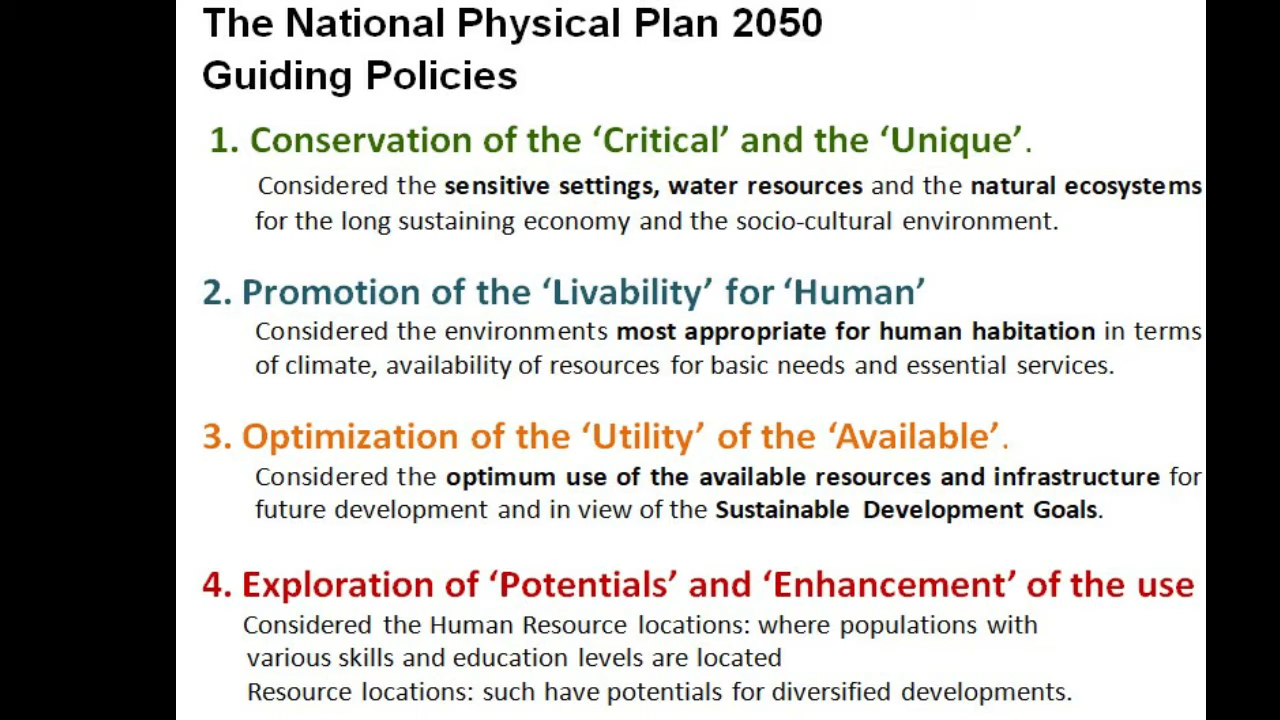 The National Physical Plan 2050
Guiding Policies
1. Conservation of the ‘Critical’ and the ‘Unique’.
Considered the sensitive settings, water resources and the natural ecosystems
for the long sustaining economy and the socio-cultural environment.
2. Promotion of the ‘Livability’ for ‘Human’
Considered the environments most appropriate for human habitation in terms
of climate, availability of resources for basic needs and essential services.
3. Optimization of the ‘Utility’ of the ‘Available’.
Considered the optimum use of the available resources and infrastructure for
future development and in view of the Sustainable Development Goals.
4. Exploration of ‘Potentials’ and ‘Enhancement’ of the use
Considered the Human Resource locations: where populations with
various skills and education levels are located
Resource locations: such have potentials for diversified developments.